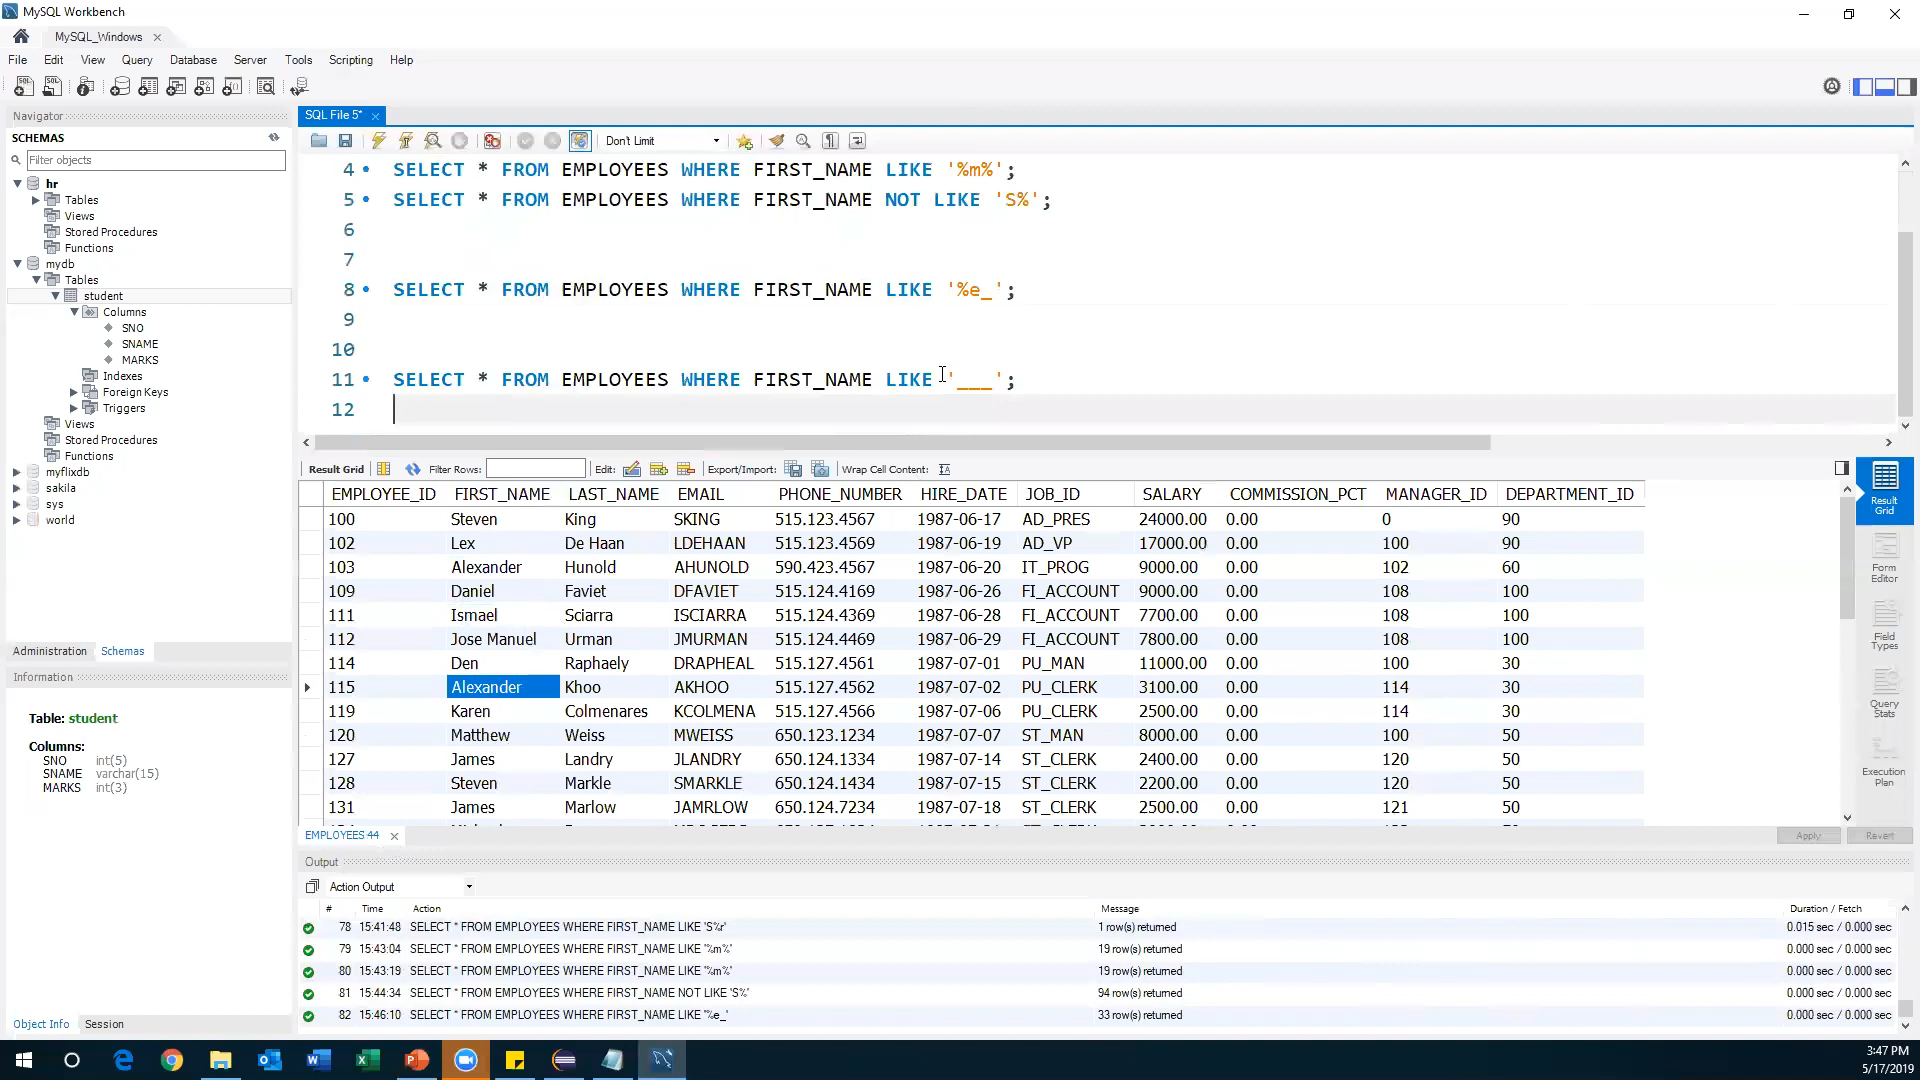 MySQL Workbench
MySQL_Windows
File Edit View Query Database Server Tools Scripting Help
Navigator
SCHEMAS
Filter objects
hr
Tables
Views
Stored Procedures
Functions
mydb
Tables
student
Columns
SNO
SNAME
MARKS
Indexes
Foreign Keys
Triggers
Views
Stored Procedures
Functions
myflixdb
sakila
sys
world
Administration Schemas
Information
Table: student
Columns:
SNO int(5)
SNAME varchar(15)
MARKS int(3)
Object Info Session
SQL File 5*
Don't Limit
4 SELECT * FROM EMPLOYEES WHERE FIRST_NAME LIKE '%m%';
5 SELECT * FROM EMPLOYEES WHERE FIRST_NAME NOT LIKE 'S%';
6
7
8 SELECT * FROM EMPLOYEES WHERE FIRST_NAME LIKE '%e_';
9
10
11 SELECT * FROM EMPLOYEES WHERE FIRST_NAME LIKE '___';
12
Result Grid Filter Rows: Edit: Export/Import: Wrap Cell Content:
EMPLOYEE_ID FIRST_NAME LAST_NAME EMAIL PHONE_NUMBER HIRE_DATE JOB_ID SALARY COMMISSION_PCT MANAGER_ID DEPARTMENT_ID
100 Steven King SKING 515.123.4567 1987-06-17 AD_PRES 24000.00 0.00 0 90
102 Lex De Haan LDEHAAN 515.123.4569 1987-06-19 AD_VP 17000.00 0.00 100 90
103 Alexander Hunold AHUNOLD 590.423.4567 1987-06-20 IT_PROG 9000.00 0.00 102 60
109 Daniel Faviet DFAVIET 515.124.4169 1987-06-26 FI_ACCOUNT 9000.00 0.00 108 100
111 Ismael Sciarra ISCIARRA 515.124.4369 1987-06-28 FI_ACCOUNT 7700.00 0.00 108 100
112 Jose Manuel Urman JMURMAN 515.124.4469 1987-06-29 FI_ACCOUNT 7800.00 0.00 108 100
114 Den Raphaely DRAPHEAL 515.127.4561 1987-07-01 PU_MAN 11000.00 0.00 100 30
115 Alexander Khoo AKHOO 515.127.4562 1987-07-02 PU_CLERK 3100.00 0.00 114 30
119 Karen Colmenares KCOLMENA 515.127.4566 1987-07-06 PU_CLERK 2500.00 0.00 114 30
120 Matthew Weiss MWEISS 650.123.1234 1987-07-07 ST_MAN 8000.00 0.00 100 50
127 James Landry JLANDRY 650.124.1334 1987-07-14 ST_CLERK 2400.00 0.00 120 50
128 Steven Markle SMARKLE 650.124.1434 1987-07-15 ST_CLERK 2200.00 0.00 120 50
131 James Marlow JAMRLOW 650.124.7234 1987-07-18 ST_CLERK 2500.00 0.00 121 50
Result Grid
Form Editor
Field Types
Query Stats
Execution Plan
EMPLOYEES 44
Apply Revert
Output
Action Output
# Time Action Message Duration / Fetch
78 15:41:48 SELECT * FROM EMPLOYEES WHERE FIRST_NAME LIKE 'S%r' 1 row(s) returned 0.015 sec / 0.000 sec
79 15:43:04 SELECT * FROM EMPLOYEES WHERE FIRST_NAME LIKE '%m%' 19 row(s) returned 0.000 sec / 0.000 sec
80 15:43:19 SELECT * FROM EMPLOYEES WHERE FIRST_NAME LIKE '%m%' 19 row(s) returned 0.000 sec / 0.000 sec
81 15:44:34 SELECT * FROM EMPLOYEES WHERE FIRST_NAME NOT LIKE 'S%' 94 row(s) returned 0.000 sec / 0.000 sec
82 15:46:10 SELECT * FROM EMPLOYEES WHERE FIRST_NAME LIKE '%e_' 33 row(s) returned 0.000 sec / 0.000 sec
3:47 PM
5/17/2019